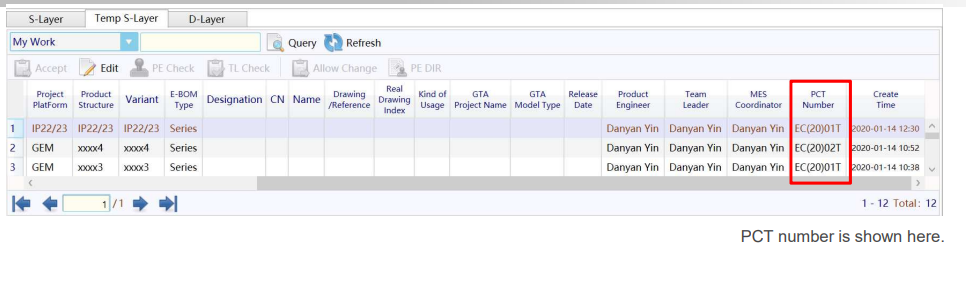 S-Layer Temp S-Layer D-Layer
My Work Query Refresh
Accept Edit PE Check TL Check Allow Change PE DIR
Project PlatForm Product Structure Variant E-BOM Type Designation CN Name Drawing /Reference Real Drawing Index Kind of Usage GTA Project Name GTA Model Type Release Date Product Engineer Team Leader MES Coordinator PCT Number Create Time
1 IP22/23 IP22/23 IP22/23 Series Danyan Yin Danyan Yin Danyan Yin EC(20)01T 2020-01-14 12:30
2 GEM xxxx4 xxxx4 Series Danyan Yin Danyan Yin Danyan Yin EC(20)02T 2020-01-14 10:52
3 GEM xxxx3 xxxx3 Series Danyan Yin Danyan Yin Danyan Yin EC(20)01T 2020-01-14 10:38
1 /1 1 - 12 Total: 12
PCT number is shown here.